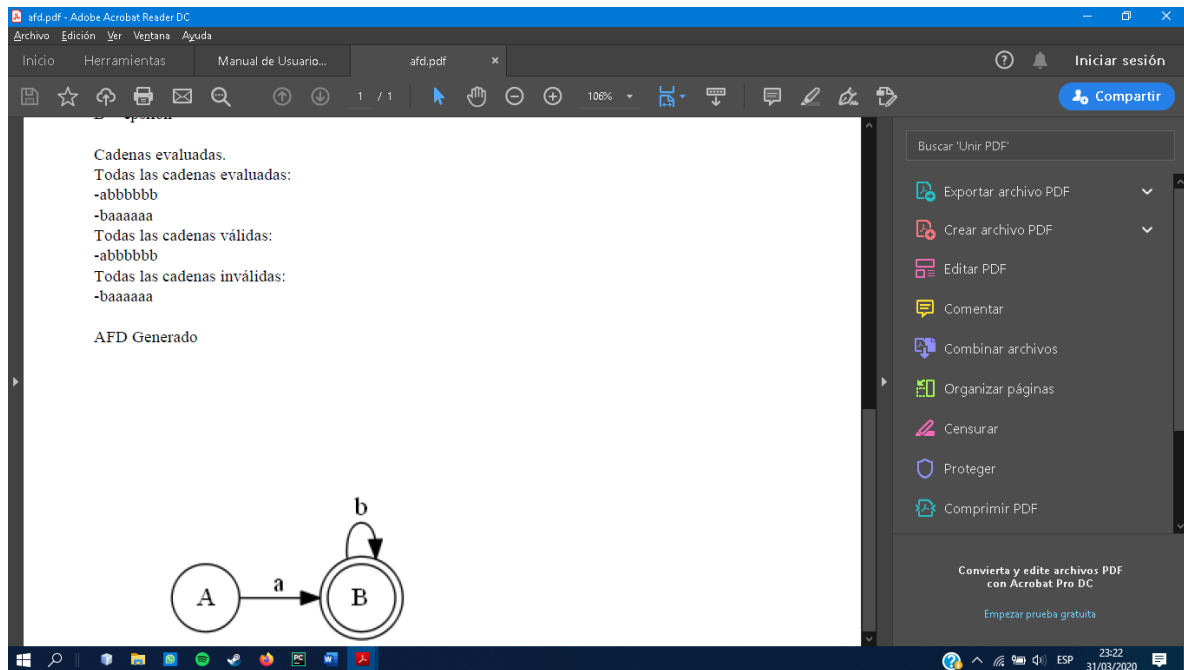 afd.pdf - Adobe Acrobat Reader DC
Archivo Edición Ver Ventana Ayuda
Inicio Herramientas Manual de Usuario... afd.pdf × Iniciar sesión
1 / 1 106% Compartir
Cadenas evaluadas.
Todas las cadenas evaluadas:
-abbbbbb
-baaaaaa
Todas las cadenas válidas:
-abbbbbb
Todas las cadenas inválidas:
-baaaaaa
AFD Generado
b
A a B
Buscar 'Unir PDF'
Exportar archivo PDF
Crear archivo PDF
Editar PDF
Comentar
Combinar archivos
Organizar páginas
Censurar
Proteger
Comprimir PDF
Convierta y edite archivos PDF
con Acrobat Pro DC
Empezar prueba gratuita
ESP 23:22
31/03/2020